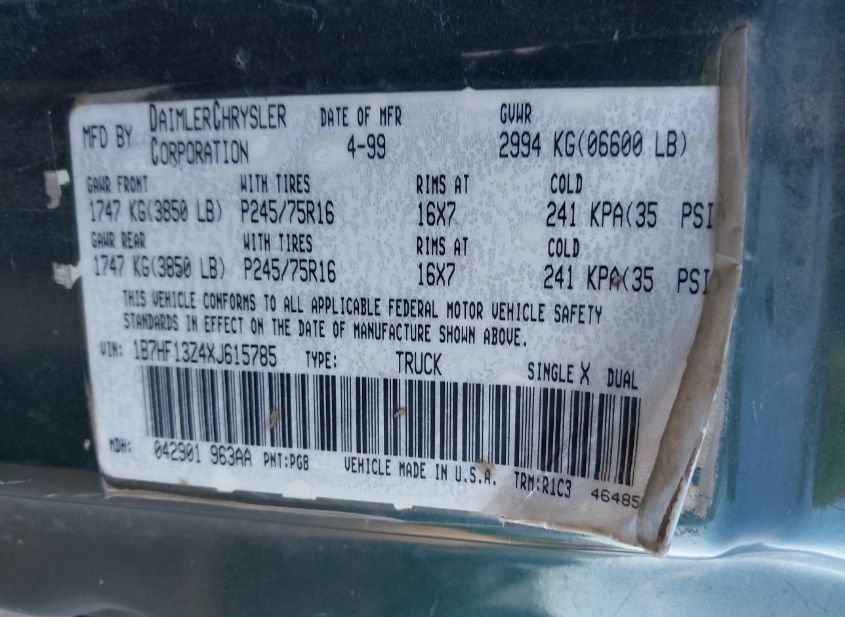 MFD BY DAIMLERCHRYSLER CORPORATION DATE OF MFR 4-99 GVWR 2994 KG(06600 LB)
GAWR FRONT WITH TIRES RIMS AT COLD
1747 KG(3850 LB) P245/75R16 16X7 241 KPA(35 PSI
GAWR REAR WITH TIRES RIMS AT COLD
1747 KG(3850 LB) P245/75R16 16X7 241 KPA(35 PSI
THIS VEHICLE CONFORMS TO ALL APPLICABLE FEDERAL MOTOR VEHICLE SAFETY
STANDARDS IN EFFECT ON THE DATE OF MANUFACTURE SHOWN ABOVE.
VIN: 1B7HF13Z4XJ615785 TYPE: TRUCK SINGLE X DUAL
MDH: 042901 963AA PNT:PG8 VEHICLE MADE IN U.S.A. TRM:R1C3 46485